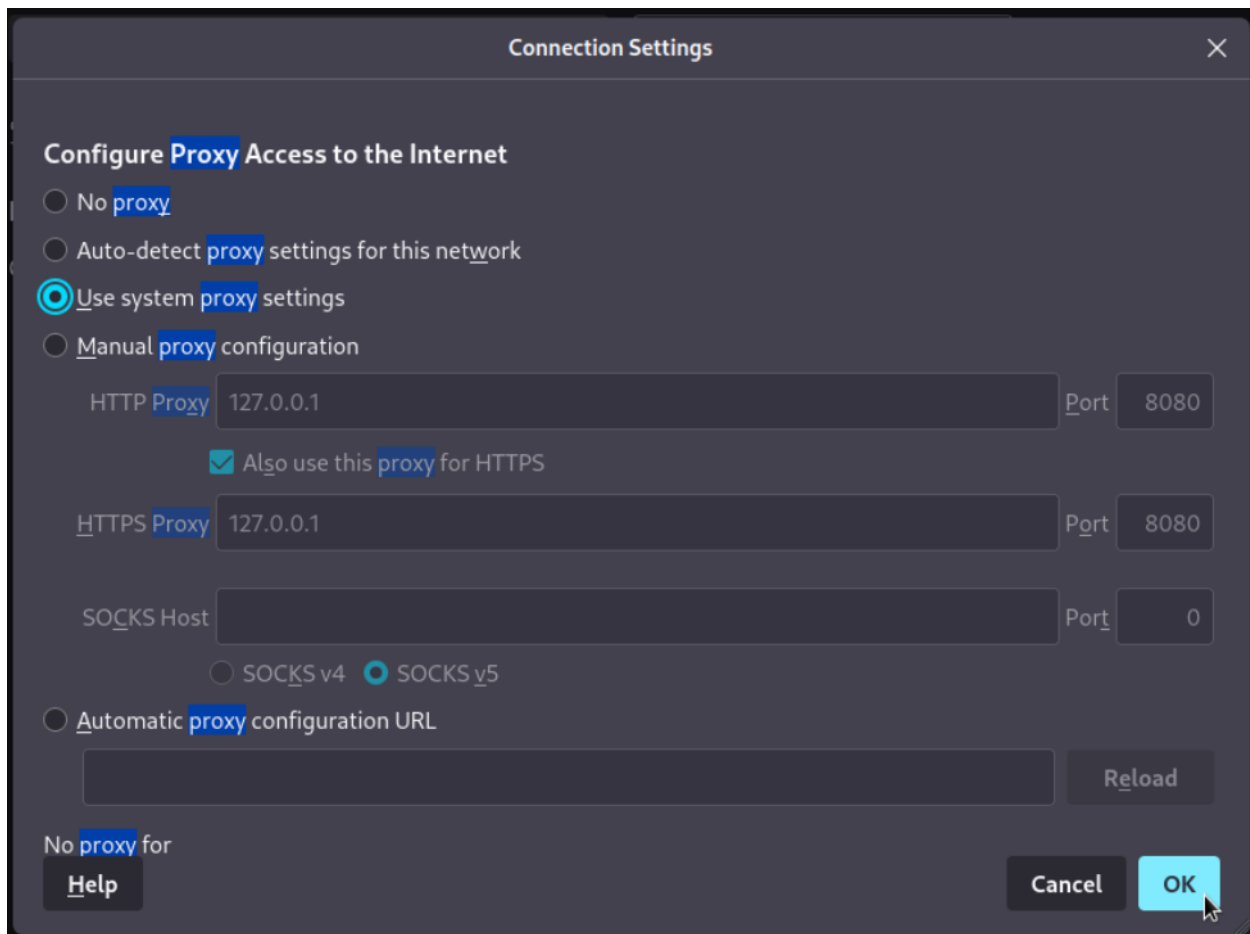 Connection Settings
Configure Proxy Access to the Internet
No proxy
Auto-detect proxy settings for this network
Use system proxy settings
Manual proxy configuration
HTTP Proxy 127.0.0.1 Port 8080
Also use this proxy for HTTPS
HTTPS Proxy 127.0.0.1 Port 8080
SOCKS Host Port 0
SOCKS v4 SOCKS v5
Automatic proxy configuration URL
Reload
No proxy for
Help Cancel OK